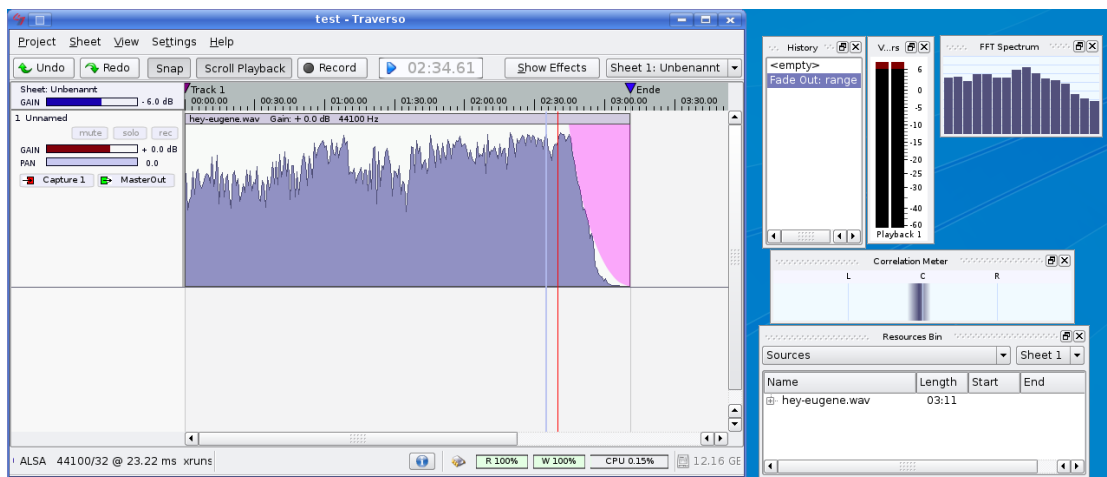 test - Traverso
Project Sheet View Settings Help
Undo Redo Snap Scroll Playback Record 02:34.61 Show Effects Sheet 1: Unbenannt
Sheet: Unbenannt
GAIN - 6.0 dB
Track 1 Ende
00:00.00 00:30.00 01:00.00 01:30.00 02:00.00 02:30.00 03:00.00 03:30.00
1 Unnamed
mute solo rec
GAIN + 0.0 dB
PAN 0.0
Capture 1 MasterOut
hey-eugene.wav Gain: + 0.0 dB 44100 Hz
ALSA 44100/32 @ 23.22 ms xruns
R 100% W 100% CPU 0.15% 12.16 GE
History
<empty>
Fade Out: range
V...rs
6
0
-5
-10
-15
-20
-25
-30
-40
-60
Playback 1
FFT Spectrum
Correlation Meter
L C R
Resources Bin
Sources Sheet 1
Name Length Start End
hey-eugene.wav 03:11